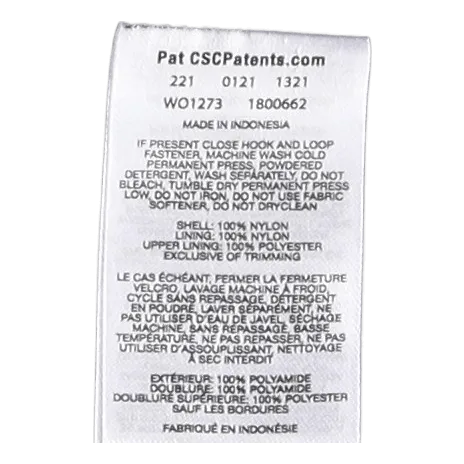 Pat CSCPatents.com
221 0121 1321
WO1273 1800662
MADE IN INDONESIA
IF PRESENT CLOSE HOOK AND LOOP
FASTENER, MACHINE WASH COLD
PERMANENT PRESS, POWDERED
DETERGENT, WASH SEPARATELY, DO NOT
BLEACH, TUMBLE DRY PERMANENT PRESS
LOW, DO NOT IRON, DO NOT USE FABRIC
SOFTENER, DO NOT DRYCLEAN
SHELL: 100% NYLON
LINING: 100% NYLON
UPPER LINING: 100% POLYESTER
EXCLUSIVE OF TRIMMING
LE CAS ÉCHÉANT, FERMER LA FERMETURE
VELCRO, LAVAGE MACHINE À FROID,
CYCLE SANS REPASSAGE, DÉTERGENT
EN POUDRE, LAVER SÉPARÉMENT, NE
PAS UTILISER D'EAU DE JAVEL, SÉCHAGE
MACHINE, SANS REPASSAGE, BASSE
TEMPÉRATURE, NE PAS REPASSER, NE PAS
UTILISER D'ASSOUPLISSANT, NETTOYAGE
À SEC INTERDIT
EXTÉRIEUR: 100% POLYAMIDE
DOUBLURE: 100% POLYAMIDE
DOUBLURE SUPÉRIEURE: 100% POLYESTER
SAUF LES BORDURES
FABRIQUÉ EN INDONÉSIE